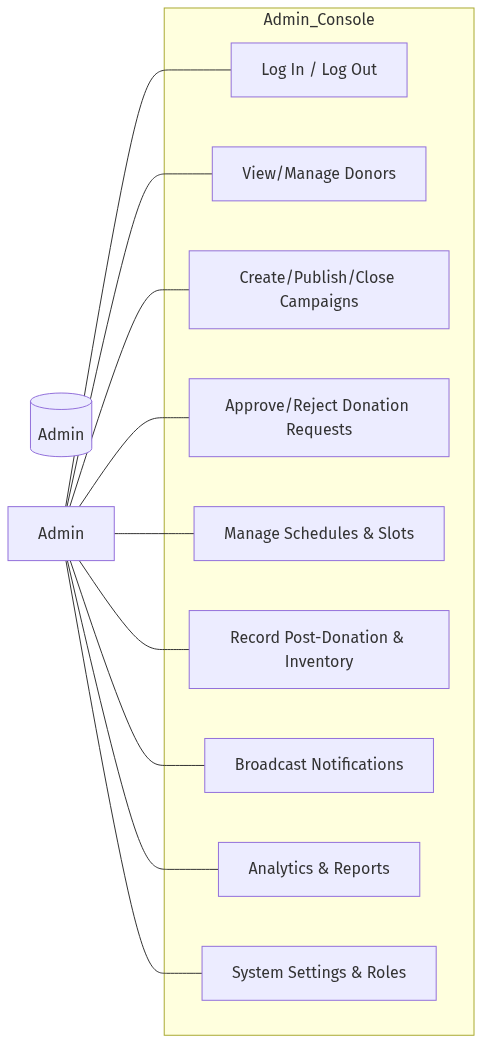 Admin_Console
Log In / Log Out
View/Manage Donors
Create/Publish/Close
Campaigns
Approve/Reject Donation
Requests
Admin
Admin
Manage Schedules & Slots
Record Post-Donation &
Inventory
Broadcast Notifications
Analytics & Reports
System Settings & Roles